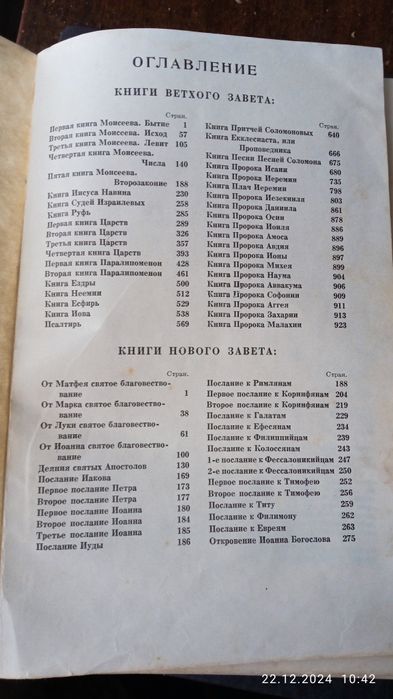 ОГЛАВЛЕНИЕ
КНИГИ ВЕТХОГО ЗАВЕТА:
Стран.
Первая книга Моисеева. Бытие 1
Вторая книга Моисеева. Исход 57
Третья книга Моисеева. Левит 105
Четвертая книга Моисеева.
Числа 140
Пятая книга Моисеева.
Второзаконие 188
Книга Иисуса Навина 230
Книга Судей Израилевых 258
Книга Руфь 285
Первая книга Царств 289
Вторая книга Царств 326
Третья книга Царств 357
Четвертая книга Царств 393
Первая книга Паралипоменон 428
Вторая книга Паралипоменон 461
Книга Ездры 500
Книга Неемии 512
Книга Есфирь 529
Книга Иова 538
Псалтирь 569
Стран.
Книга Притчей Соломоновых 640
Книга Екклесиаста, или
Проповедника 666
Книга Песни Песней Соломона 675
Книга Пророка Исаии 680
Книга Пророка Иеремии 735
Книга Плач Иеремии 798
Книга Пророка Иезекииля 803
Книга Пророка Даниила 861
Книга Пророка Осии 878
Книга Пророка Иоиля 886
Книга Пророка Амоса 889
Книга Пророка Авдия 896
Книга Пророка Ионы 897
Книга Пророка Михея 899
Книга Пророка Наума 904
Книга Пророка Аввакума 906
Книга Пророка Софонии 909
Книга Пророка Аггея 911
Книга Пророка Захарии 913
Книга Пророка Малахии 923
КНИГИ НОВОГО ЗАВЕТА:
Стран.
От Матфея святое благовество-
вание 1
От Марка святое благовество-
вание 38
От Луки святое благовество-
вание 61
От Иоанна святое благовество-
вание 100
Деяния святых Апостолов 130
Послание Иакова 169
Первое послание Петра 173
Второе послание Петра 177
Первое послание Иоанна 180
Второе послание Иоанна 184
Третье послание Иоанна 185
Послание Иуды 186
Стран.
Послание к Римлянам 188
Первое послание к Коринфянам 204
Второе послание к Коринфянам 219
Послание к Галатам 229
Послание к Ефесянам 234
Послание к Филиппийцам 239
Послание к Колоссянам 243
1-ое послание к Фессалоникийцам 247
2-ое послание к Фессалоникийцам 250
Первое послание к Тимофею 252
Второе послание к Тимофею 256
Послание к Титу 259
Послание к Филимону 262
Послание к Евреям 263
Откровение Иоанна Богослова 275
22.12.2024 10:42